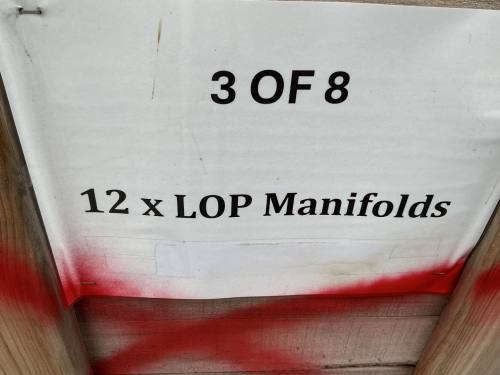 3 OF 8
12 x LOP Manifolds